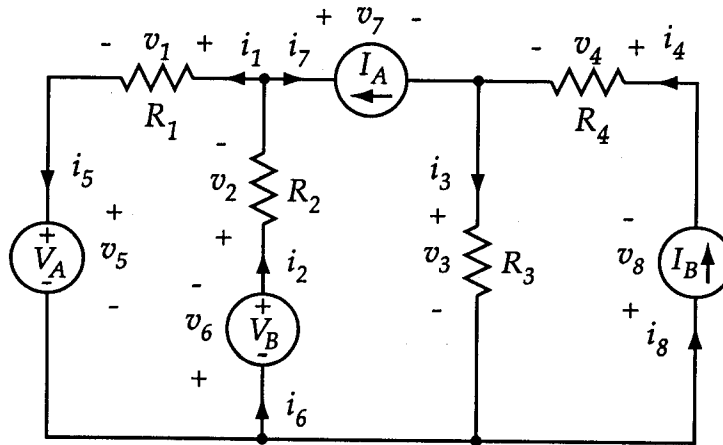 + v7 -
- v1 + i1 i7 IA - v4 + i4
R1 R4
i5 - v2 + R2 i3
+ VA - + v5 - i2 + v3 - R3 - v8 + IB
- v6 + + VB - i8
i6